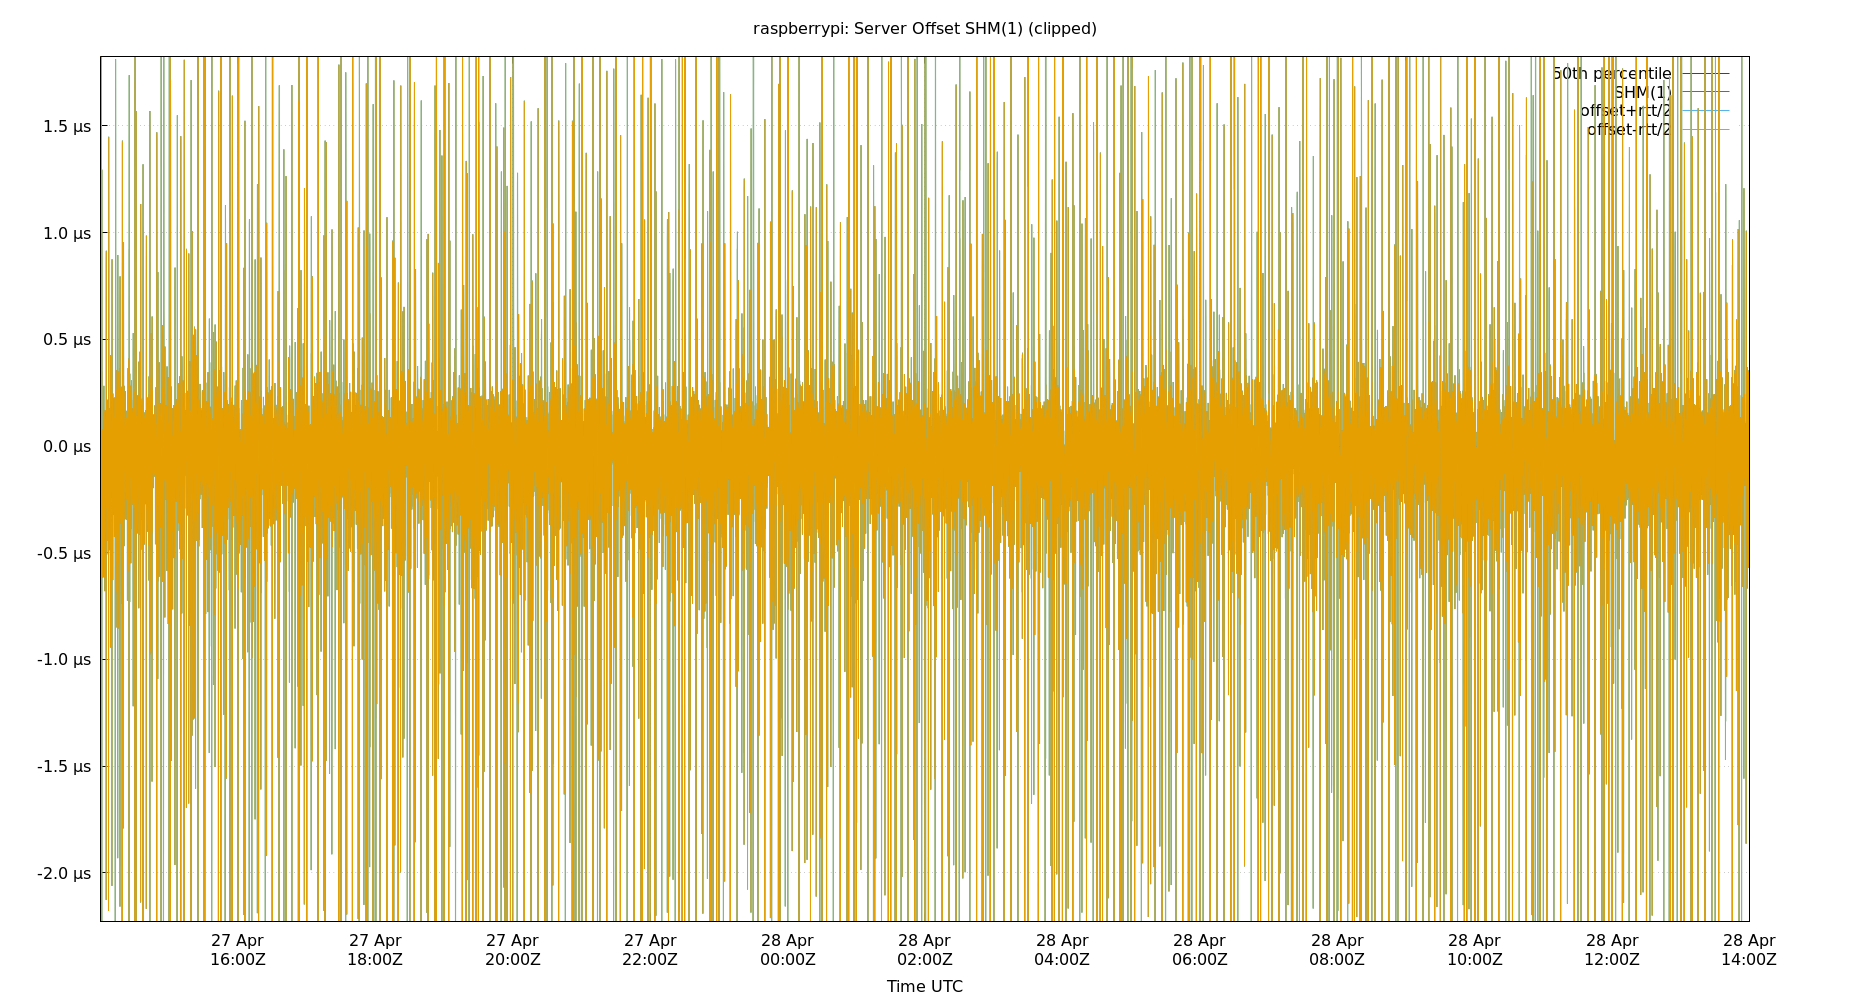 raspberrypi: Server Offset SHM(1) (clipped)
50th percentile
SHM(1)
offset+rtt/2
offset-rtt/2
1.5 µs
1.0 µs
0.5 µs
0.0 µs
-0.5 µs
-1.0 µs
-1.5 µs
-2.0 µs
27 Apr 27 Apr 27 Apr 27 Apr 28 Apr 28 Apr 28 Apr 28 Apr 28 Apr 28 Apr 28 Apr 28 Apr
16:00Z 18:00Z 20:00Z 22:00Z 00:00Z 02:00Z 04:00Z 06:00Z 08:00Z 10:00Z 12:00Z 14:00Z
Time UTC